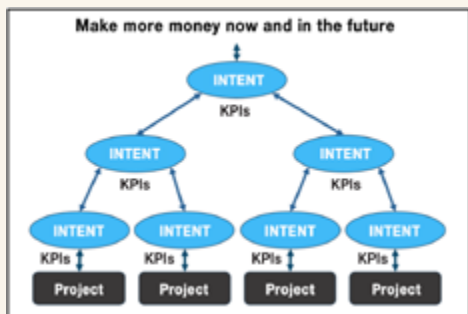 Make more money now and in the future
INTENT
KPIs
INTENT INTENT
KPIs KPIs
INTENT INTENT INTENT INTENT
KPIs KPIs KPIs KPIs
Project Project Project Project